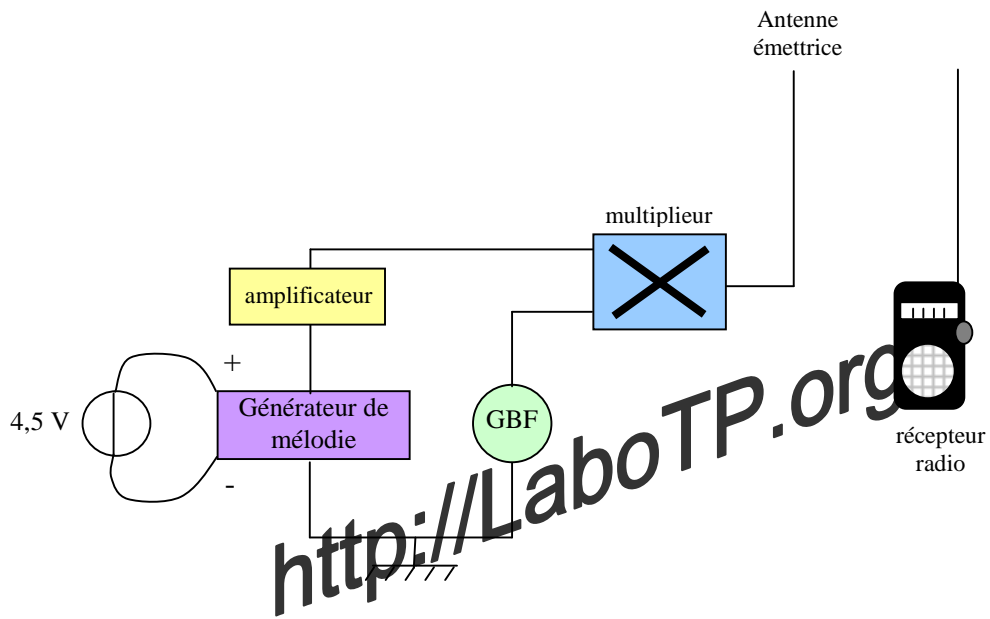 Antenne
émettrice
multiplieur
amplificateur
+
4,5 V
Générateur de
mélodie
GBF
-
récepteur
radio
http://LaboTP.org